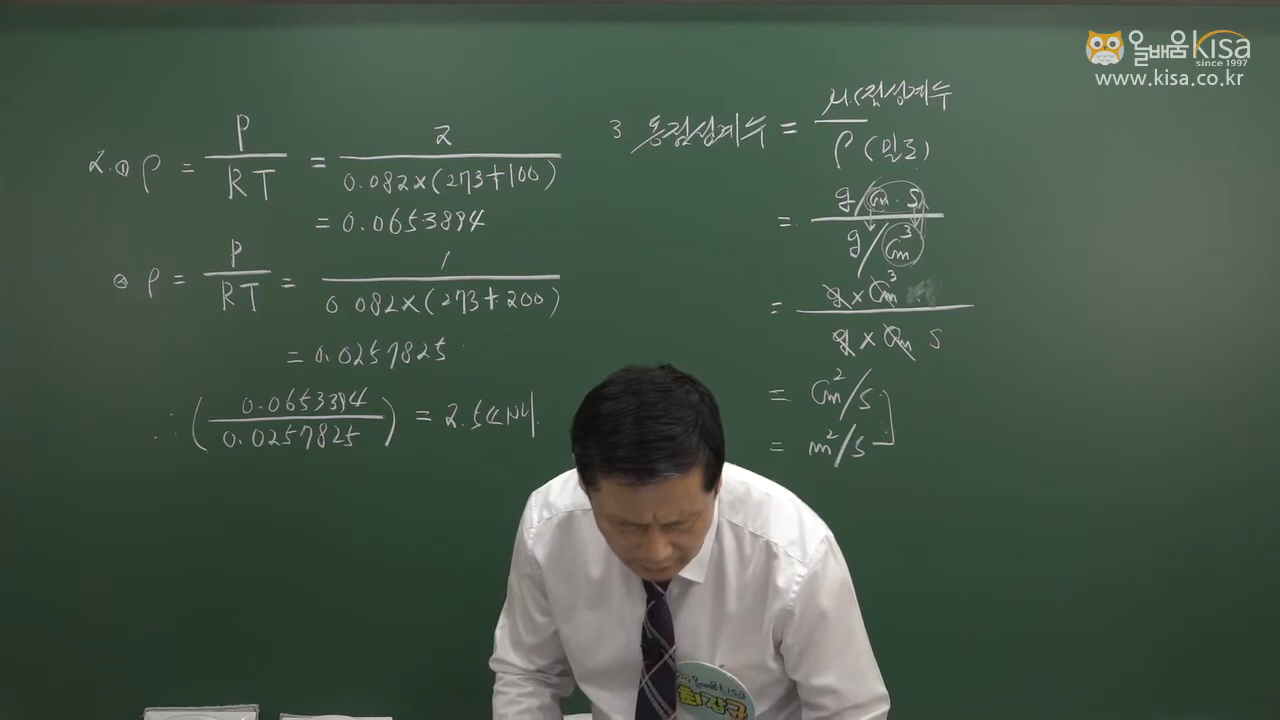 올배움kisa
since 1997
www.kisa.co.kr
2. ① ρ = P / RT = 2 / 0.082×(273+100)
= 0.0653894
② ρ = P / RT = 1 / 0.082×(273+200)
= 0.0257825
∴ ( 0.0653394 / 0.0257825 ) = 2.54배
3. 동점성계수 = μ(점성계수 / ρ(밀도)
= g/cm·s / g/cm³
= g×cm³ / g×cm s
= cm²/s
= m²/s